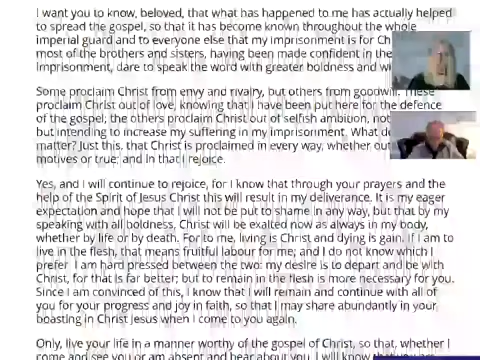 I want you to know, beloved, that what has happened to me has actually helped
to spread the gospel, so that it has become known throughout the whole
imperial guard and to everyone else that my imprisonment is for
most of the brothers and sisters, having been made confident in the
imprisonment, dare to speak the word with greater boldness and
Some proclaim Christ from envy and rivalry, but others from goodwill. These
proclaim Christ out of love, knowing that I have been put here for the defence
of the gospel; the others proclaim Christ out of selfish ambition, not
but intending to increase my suffering in my imprisonment. What
matter? Just this, that Christ is proclaimed in every way, whether out
motives or true; and in that I rejoice.
Yes, and I will continue to rejoice, for I know that through your prayers and the
help of the Spirit of Jesus Christ this will result in my deliverance. It is my eager
expectation and hope that I will not be put to shame in any way, but that by my
speaking with all boldness, Christ will be exalted now as always in my body,
whether by life or by death. For to me, living is Christ and dying is gain. If I am to
live in the flesh, that means fruitful labour for me; and I do not know which I
prefer. I am hard pressed between the two: my desire is to depart and be with
Christ, for that is far better; but to remain in the flesh is more necessary for you.
Since I am convinced of this, I know that I will remain and continue with all of
you for your progress and joy in faith, so that I may share abundantly in your
boasting in Christ Jesus when I come to you again.
Only, live your life in a manner worthy of the gospel of Christ, so that, whether I
come and see you or am absent and hear about you, I will know